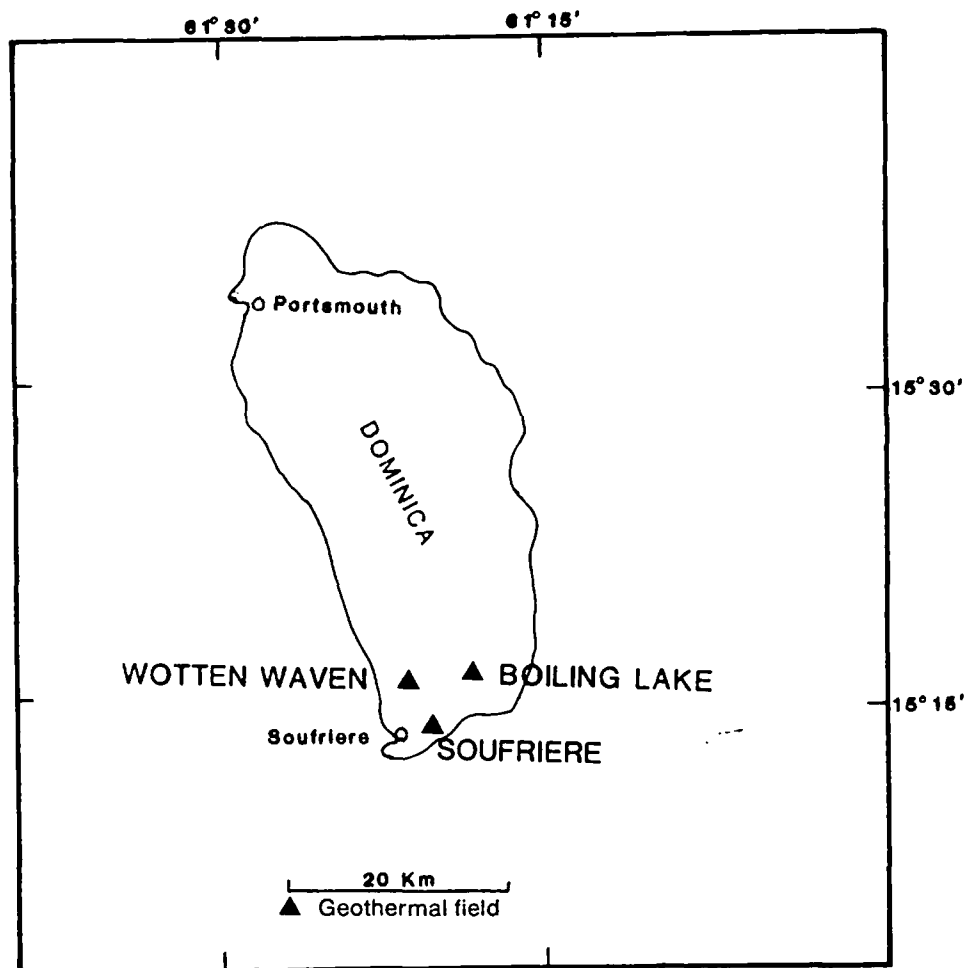 61° 30' 61° 15'
Portsmouth
15° 30'
DOMINICA
WOTTEN WAVEN BOILING LAKE
15° 15'
Soufriere
SOUFRIERE
20 Km
Geothermal field